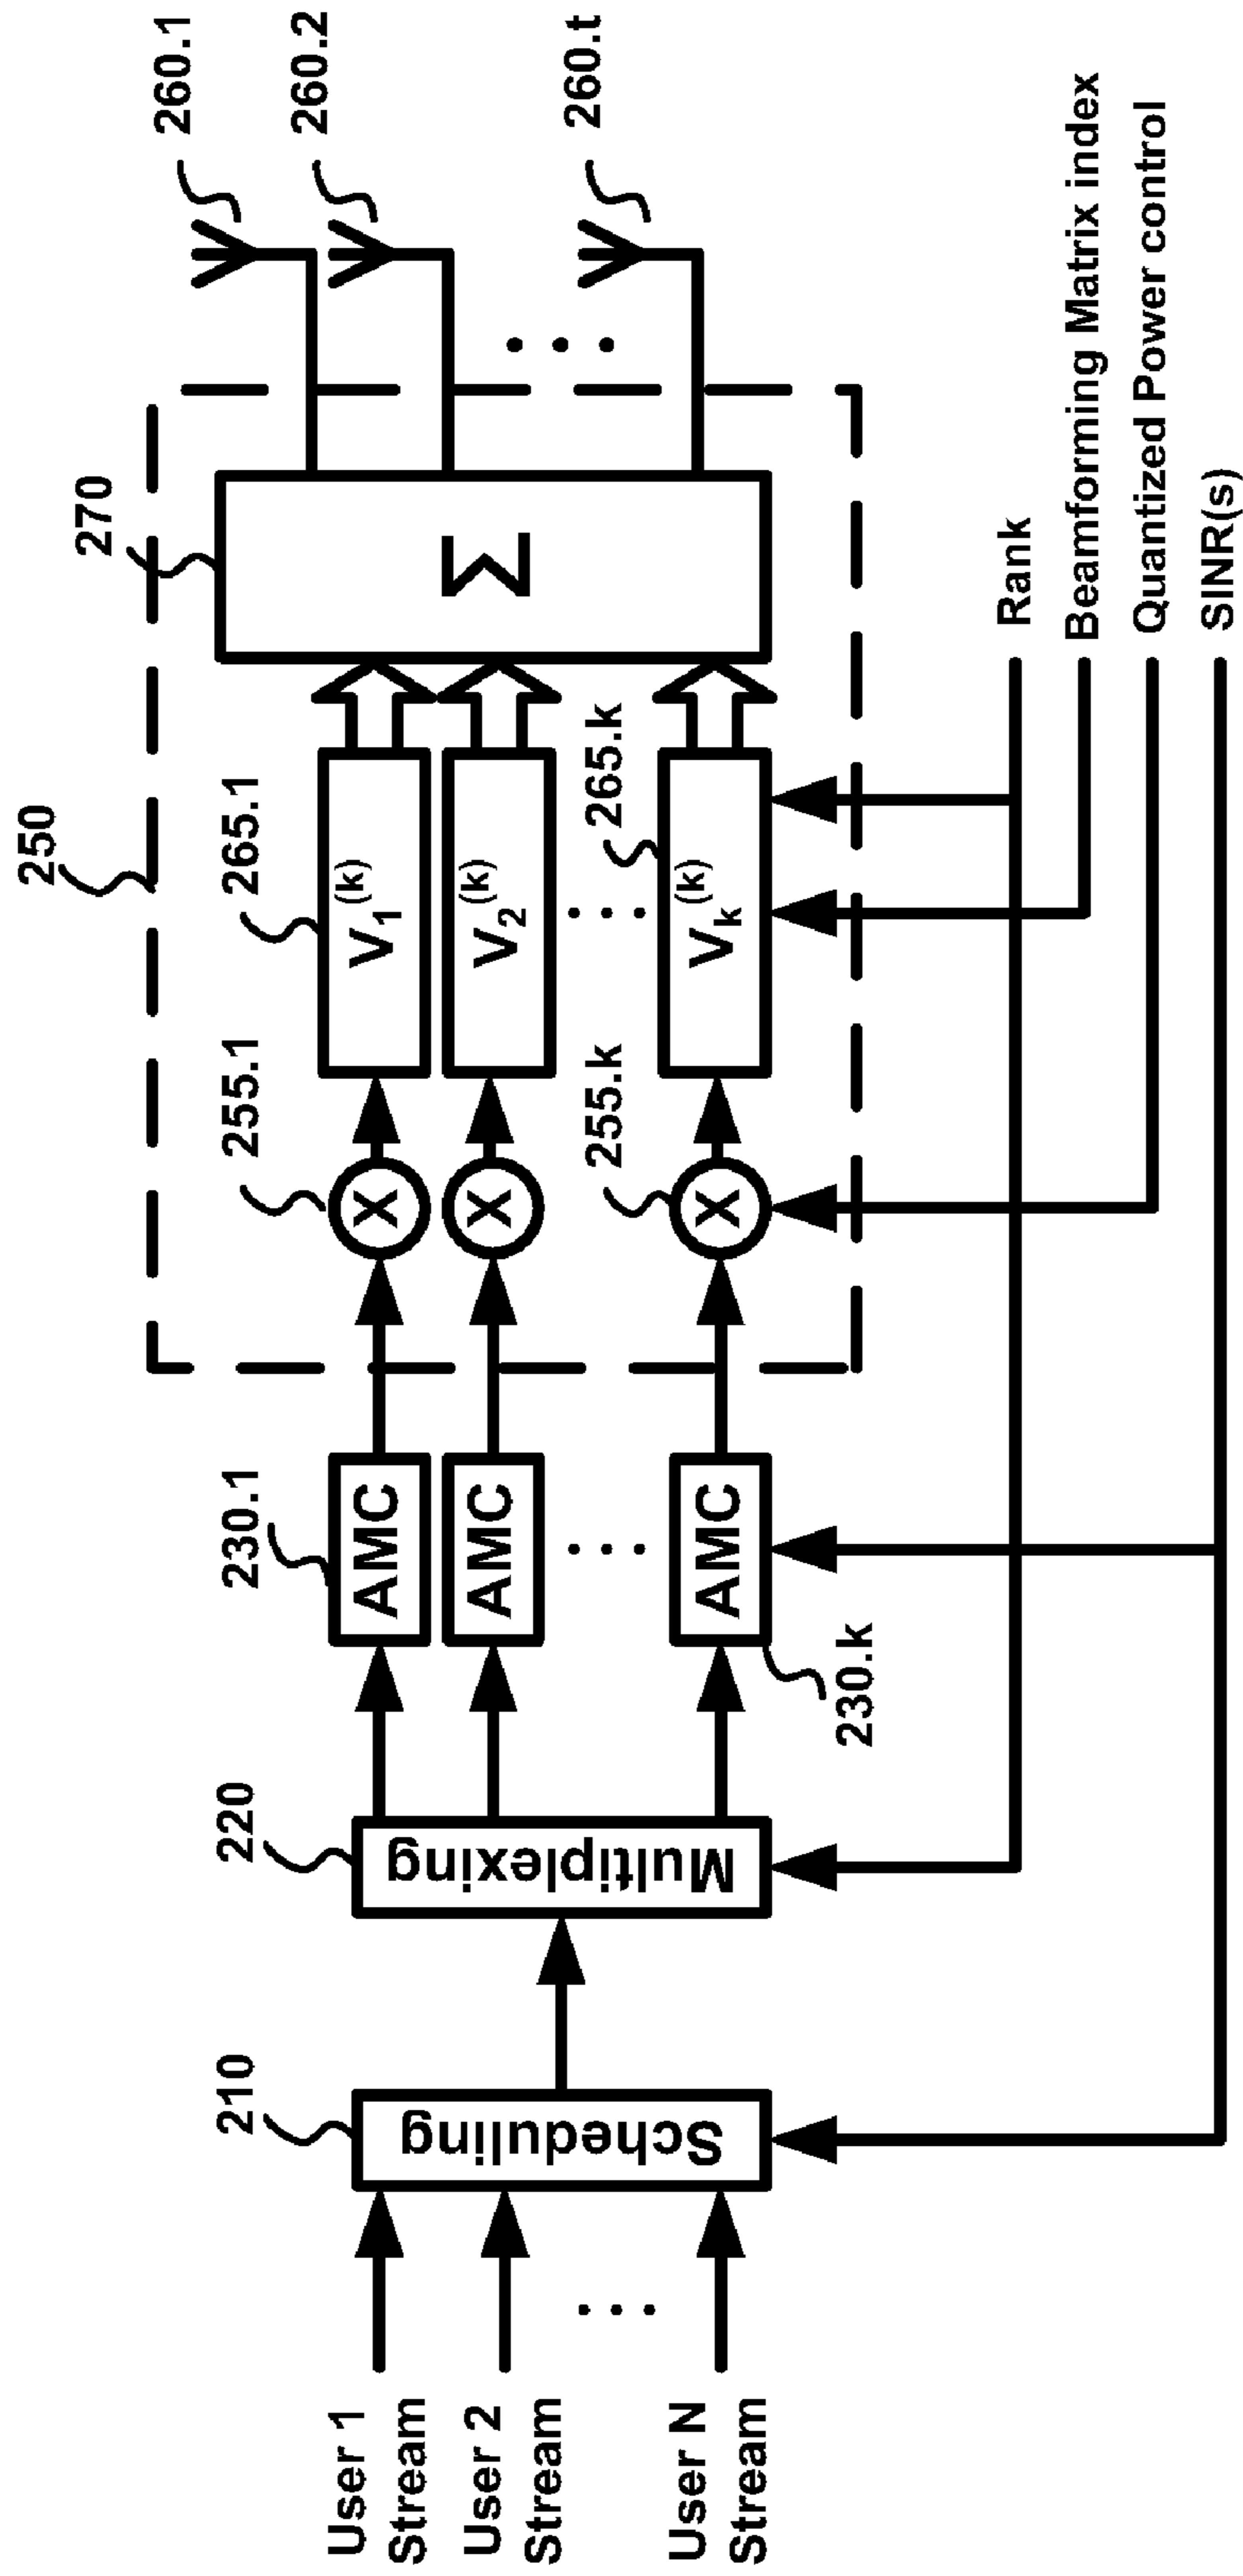 250
270
260.1
260.2
260.t
210
220
230.1
255.1
265.1
User 1
Stream
User 2
Stream
User N
Stream
Scheduling
Multiplexing
AMC
AMC
AMC
230.k
X
X
X
255.k
V1(k)
V2(k)
Vk(k)
265.k
Σ
Rank
Beamforming Matrix index
Quantized Power control
SINR(s)